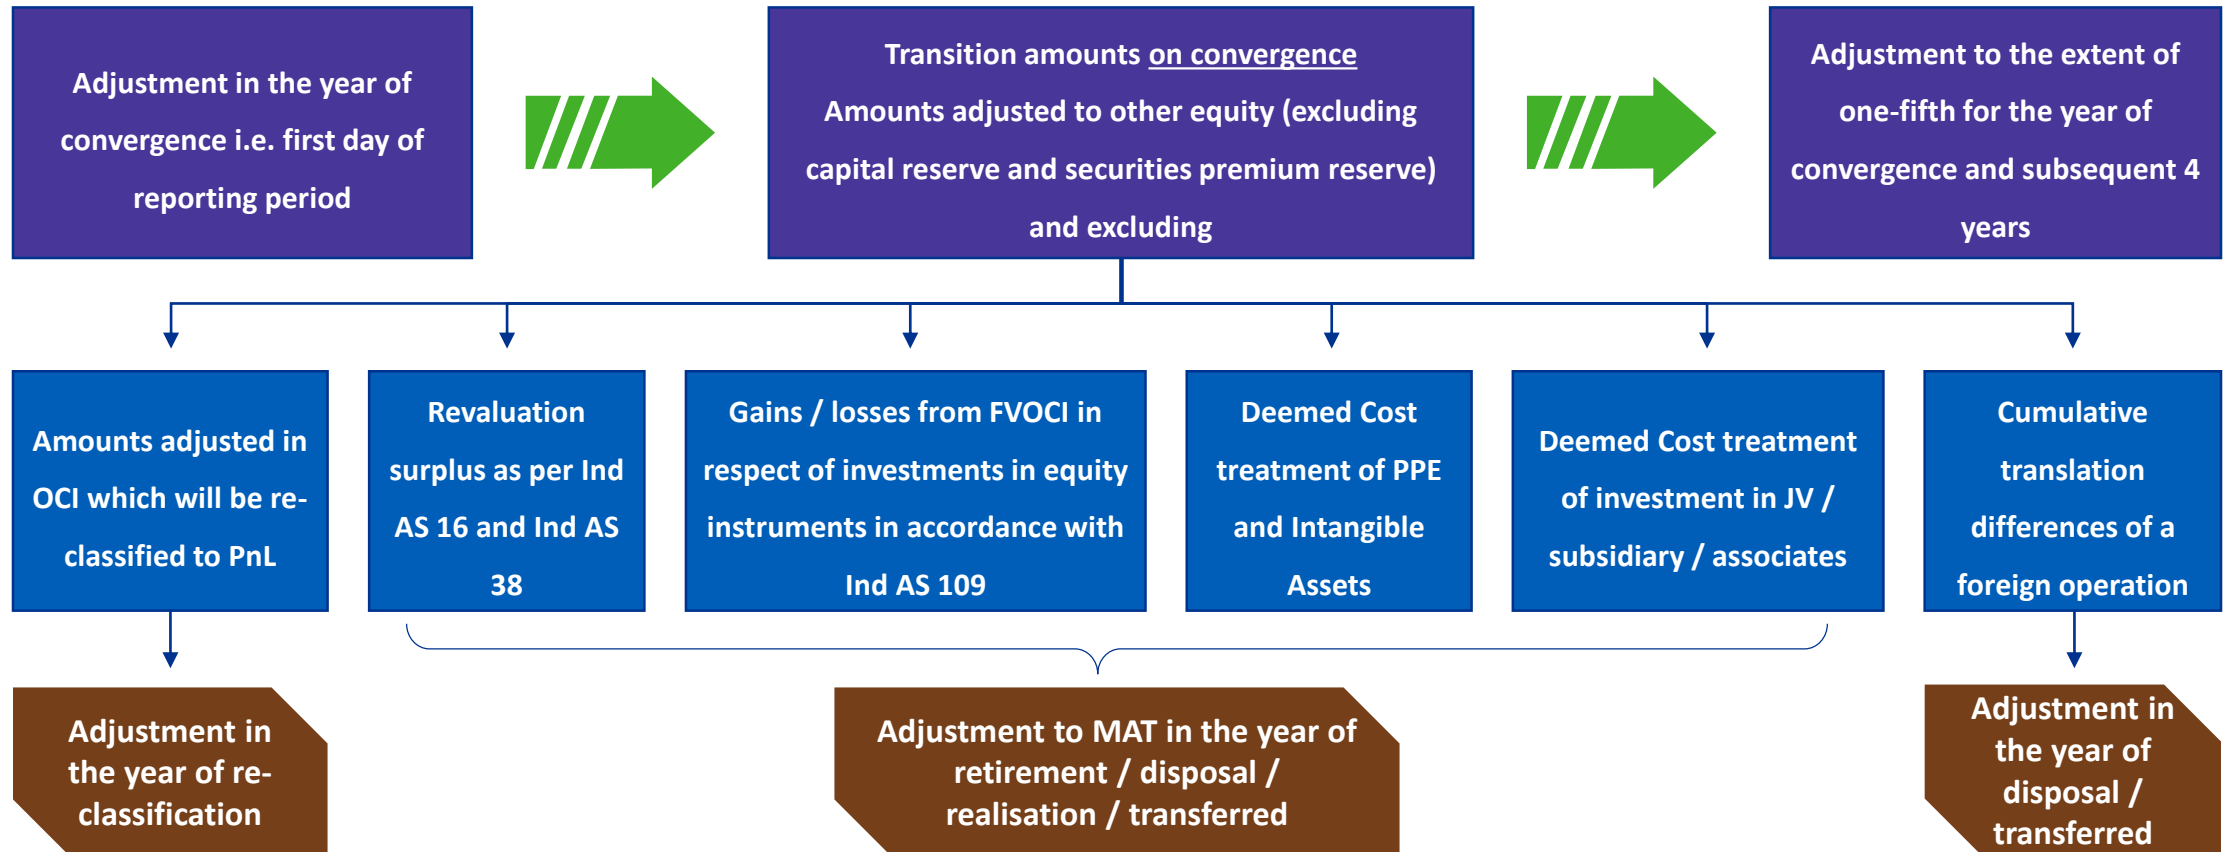 Adjustment in the year of
convergence i.e. first day of
reporting period
Transition amounts on convergence
Amounts adjusted to other equity (excluding
capital reserve and securities premium reserve)
and excluding
Adjustment to the extent of
one-fifth for the year of
convergence and subsequent 4
years
Amounts adjusted in
OCI which will be re-
classified to PnL
Revaluation
surplus as per Ind
AS 16 and Ind AS
38
Gains / losses from FVOCI in
respect of investments in equity
instruments in accordance with
Ind AS 109
Deemed Cost
treatment of PPE
and Intangible
Assets
Deemed Cost treatment
of investment in JV /
subsidiary / associates
Cumulative
translation
differences of a
foreign operation
Adjustment in
the year of re-
classification
Adjustment to MAT in the year of
retirement / disposal /
realisation / transferred
Adjustment in
the year of
disposal /
transferred